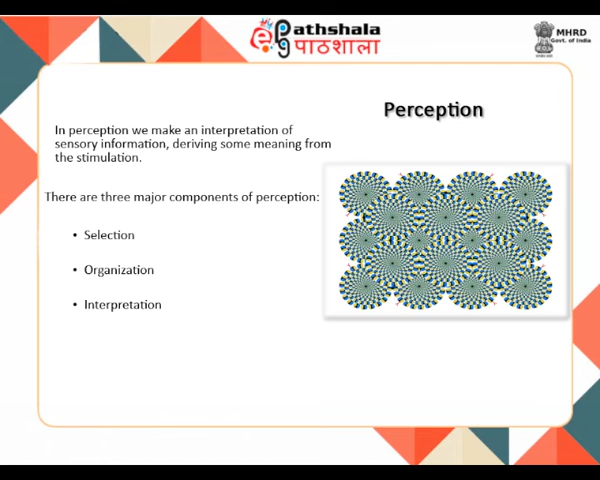 Pathshala
पाठशाला
MHRD
Govt. of India
Perception
In perception we make an interpretation of
sensory information, deriving some meaning from
the stimulation.
There are three major components of perception:
• Selection
• Organization
• Interpretation